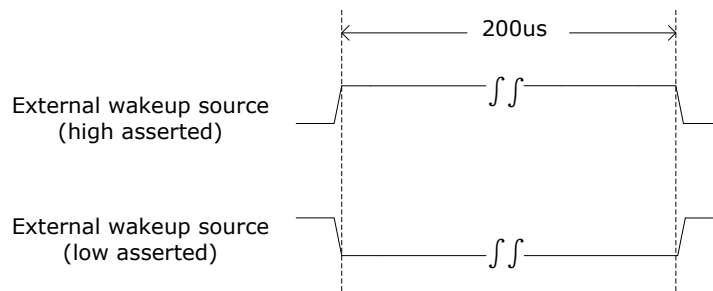 200us
External wakeup source
(high asserted)
External wakeup source
(low asserted)